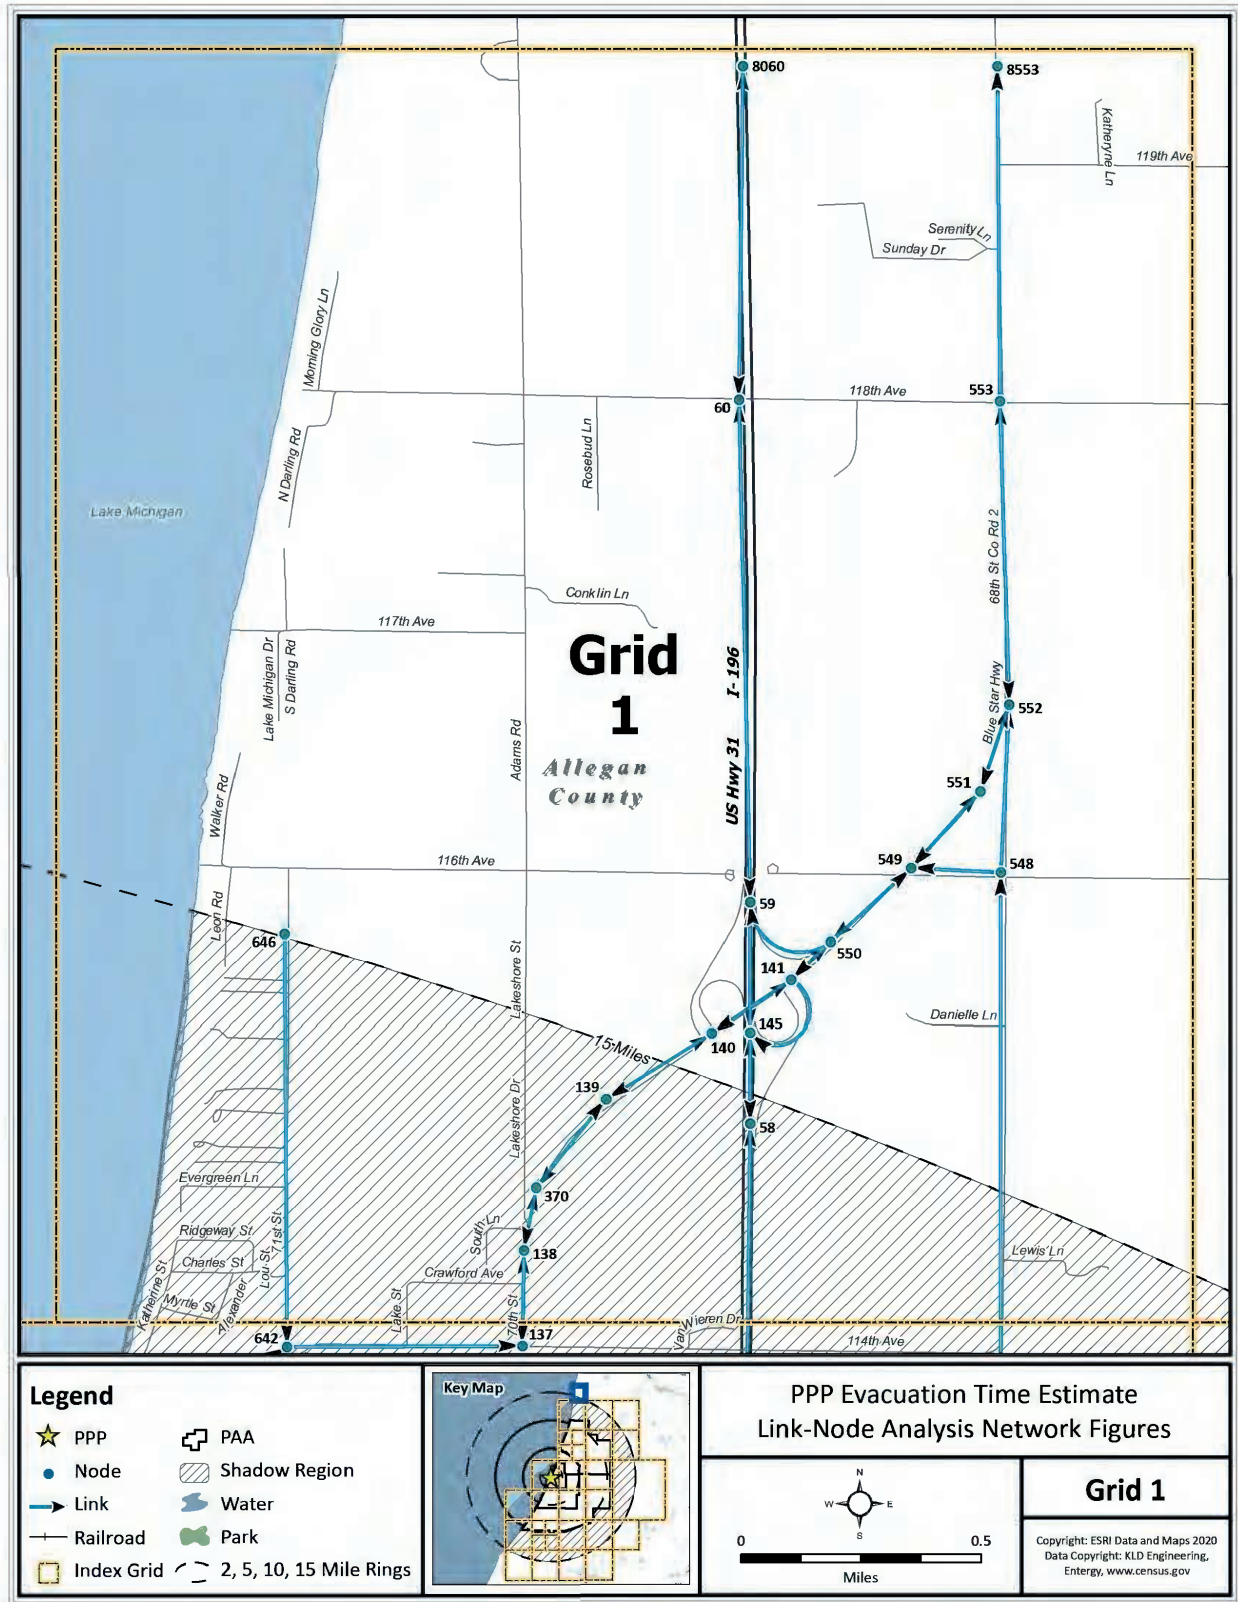 8060
8553
Katheryne Ln
119th Ave
Serenity Ln
Sunday Dr
Morning Glory Ln
118th Ave
553
60
Rosebud Ln
N Darling Rd
Lake Michigan
68th St Co Rd 2
Conklin Ln
117th Ave
Grid
1
I-196
Lake Michigan Dr
S Darling Rd
Blue Star Hwy
552
Adams Rd
US Hwy 31
Allegan
County
551
Walker Rd
116th Ave
549
548
Leon Rd
59
646
550
Lakeshore St
141
Danielle Ln
145
140
15 Miles
139
Lakeshore Dr
58
Evergreen Ln
370
71st St
South Ln
Ridgeway St
138
Lewis Ln
Charles St
Lou St
Crawford Ave
Katherine St
Myrtle St
Alexander
Lake St
70th St
Van Wieren Dr
642
137
114th Ave
Legend
PPP
PAA
Node
Shadow Region
Link
Water
Railroad
Park
Index Grid
2, 5, 10, 15 Mile Rings
Key Map
PPP Evacuation Time Estimate
Link-Node Analysis Network Figures
N
W
E
S
0
0.5
Miles
Grid 1
Copyright: ESRI Data and Maps 2020
Data Copyright: KLD Engineering,
Entergy, www.census.gov